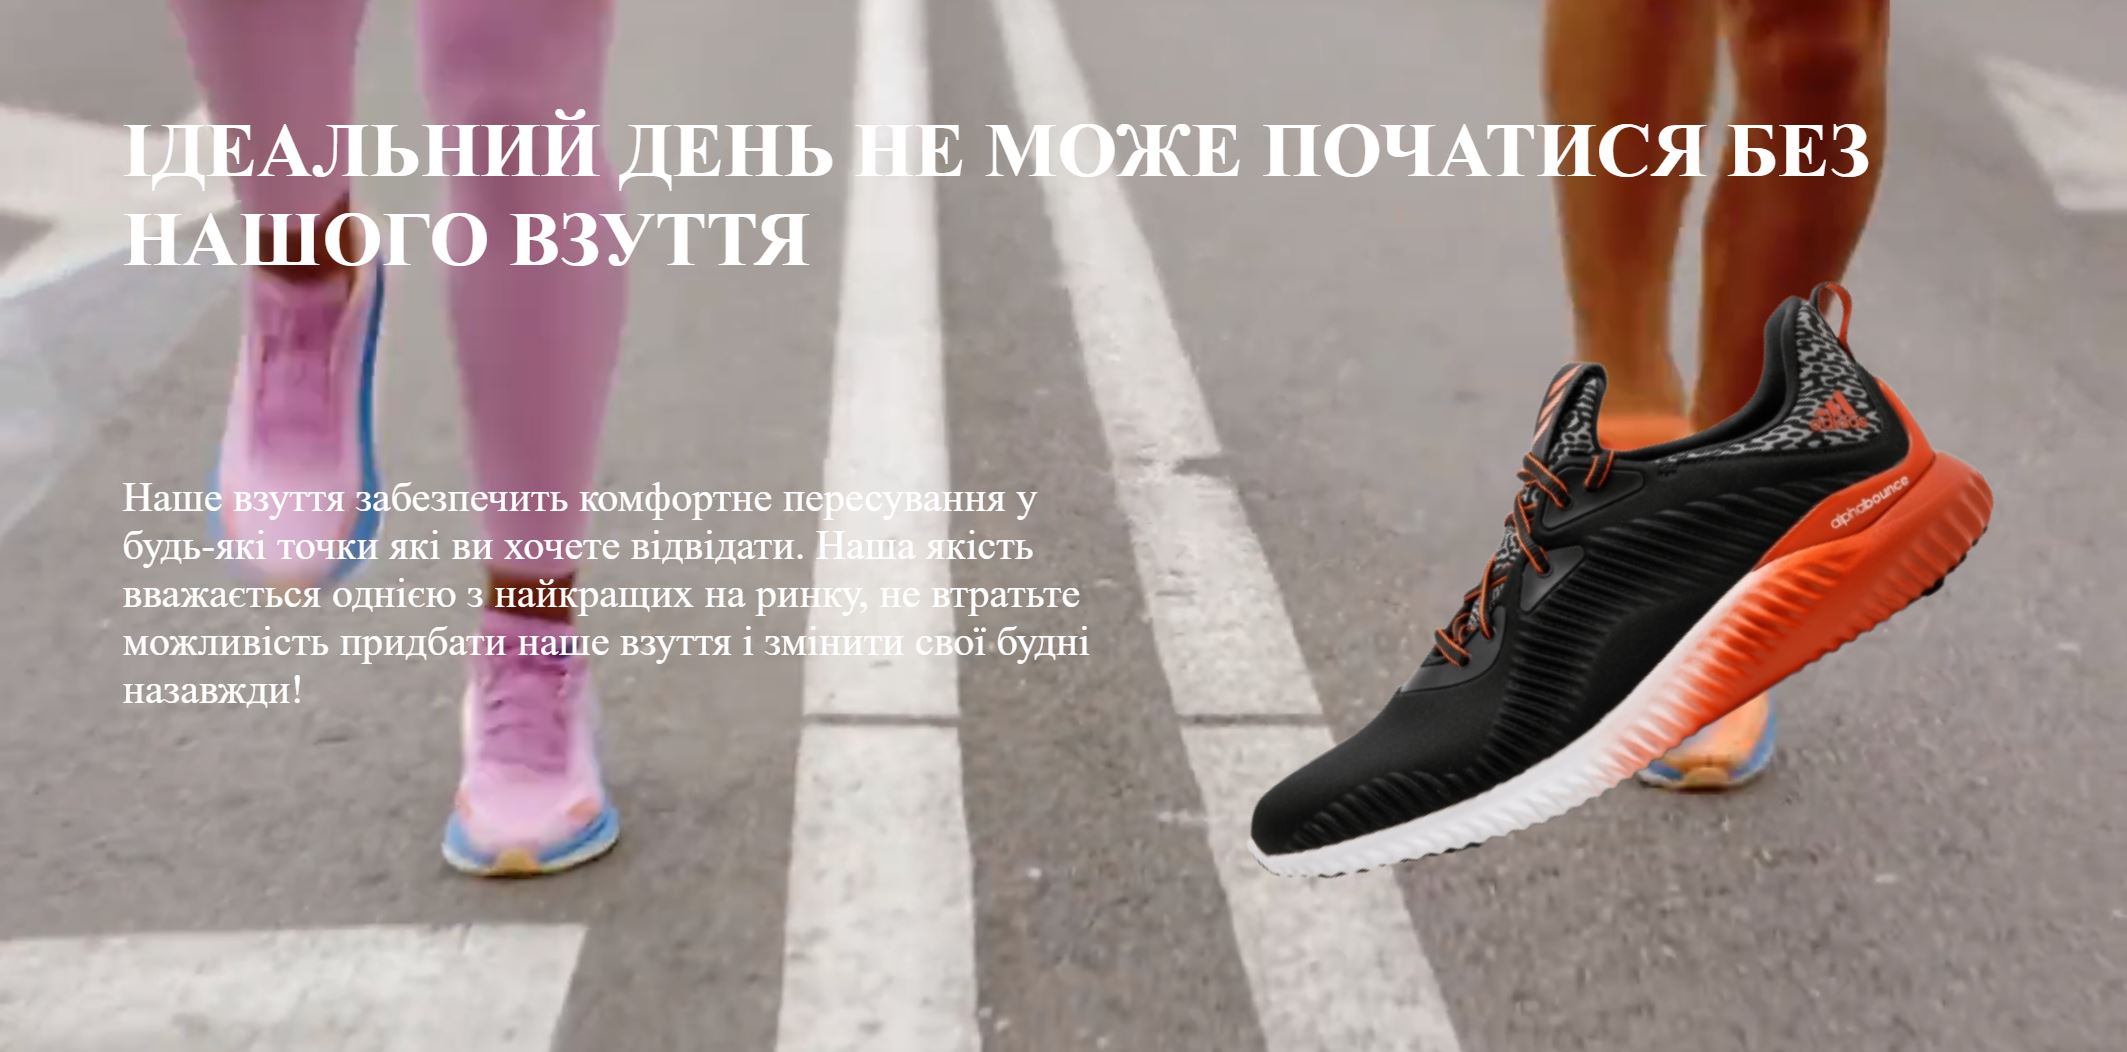 ІДЕАЛЬНИЙ ДЕНЬ НЕ МОЖЕ ПОЧАТИСЯ БЕЗ
НАШОГО ВЗУТТЯ
Наше взуття забезпечить комфортне пересування у
будь-які точки які ви хочете відвідати. Наша якість
вважається однією з найкращих на ринку, не втратьте
можливість придбати наше взуття і змінити свої будні
назавжди!
adidas
alphabounce